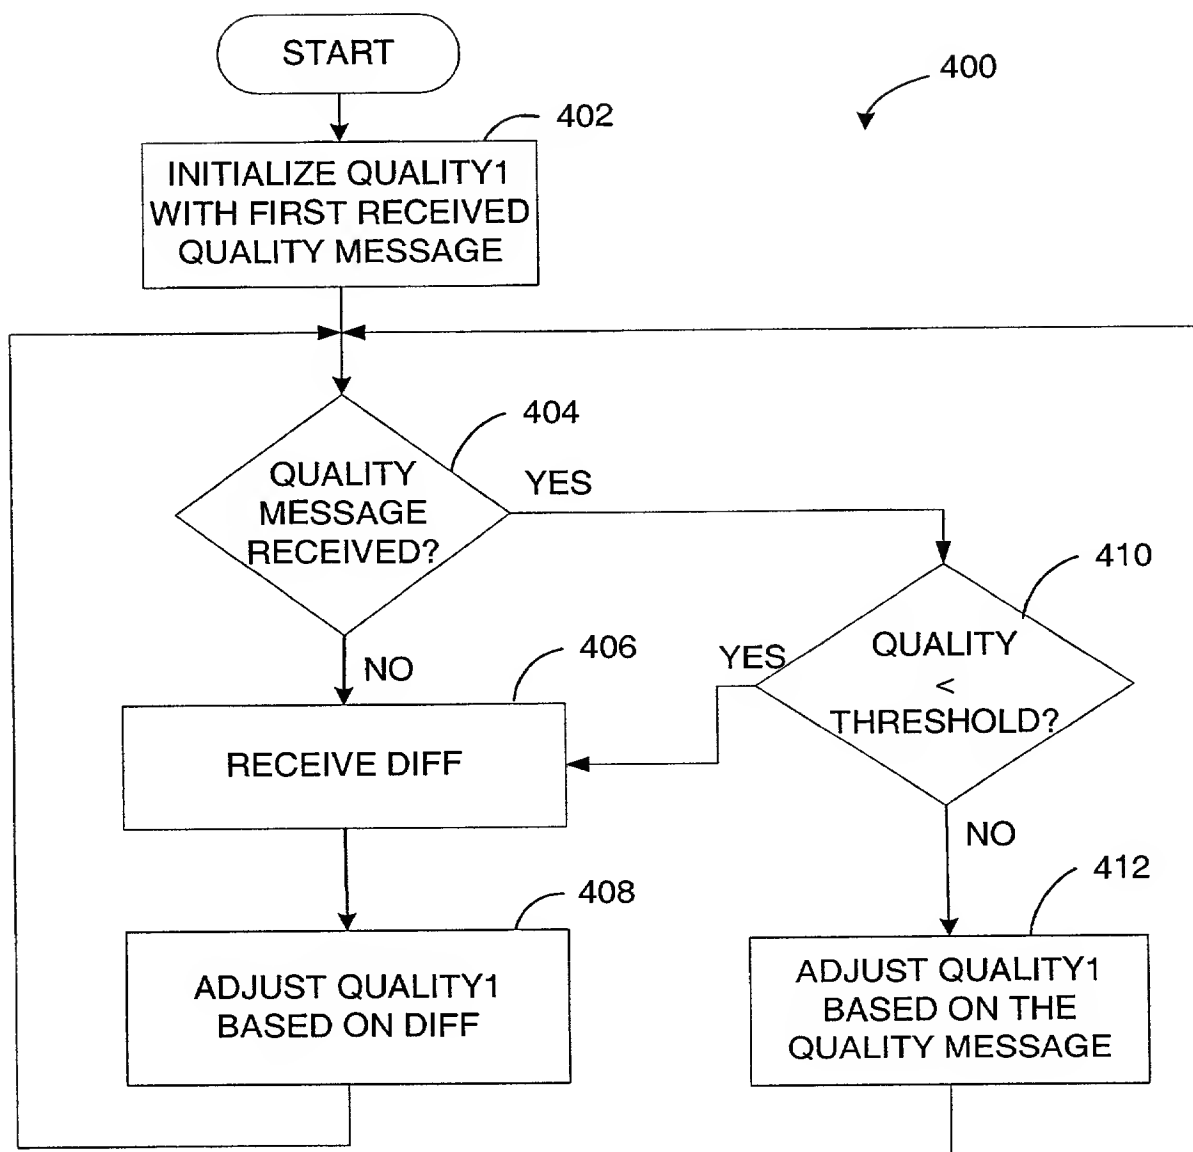 START
400
402
INITIALIZE QUALITY1
WITH FIRST RECEIVED
QUALITY MESSAGE
404
QUALITY
MESSAGE
RECEIVED?
YES
410
QUALITY
<
THRESHOLD?
YES
NO
406
RECEIVE DIFF
NO
408
ADJUST QUALITY1
BASED ON DIFF
412
ADJUST QUALITY1
BASED ON THE
QUALITY MESSAGE